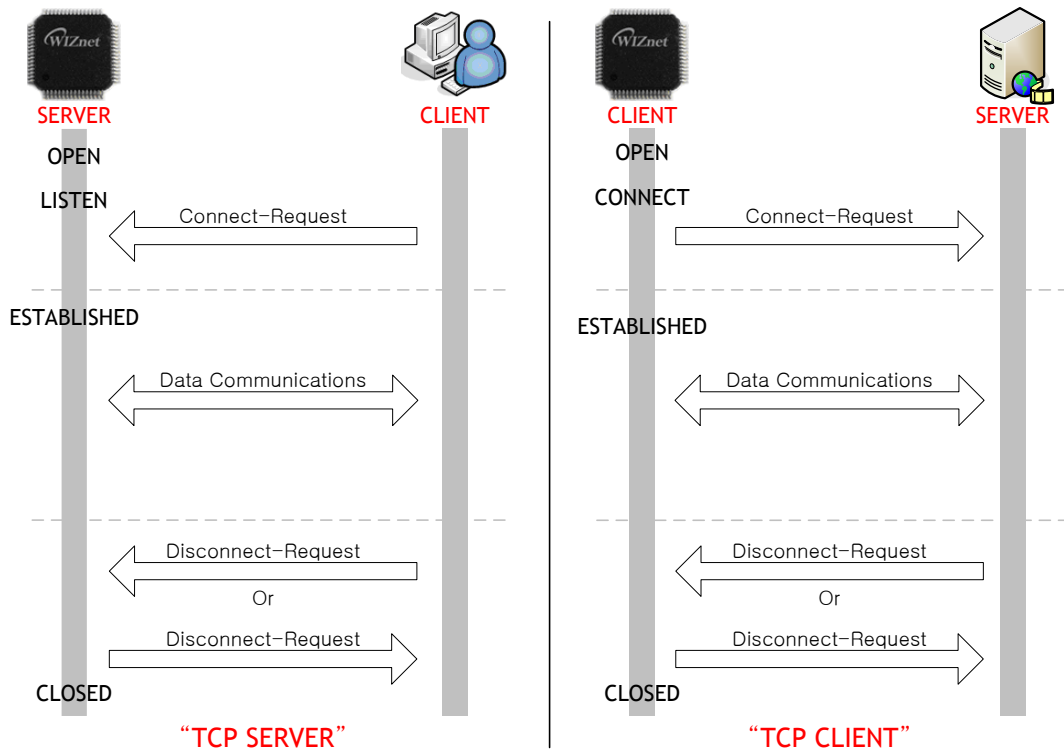 WIZnet
SERVER
CLIENT
OPEN
LISTEN
Connect-Request
ESTABLISHED
Data Communications
Disconnect-Request
Or
Disconnect-Request
CLOSED
“TCP SERVER”
WIZnet
CLIENT
SERVER
OPEN
CONNECT
Connect-Request
ESTABLISHED
Data Communications
Disconnect-Request
Or
Disconnect-Request
CLOSED
“TCP CLIENT”